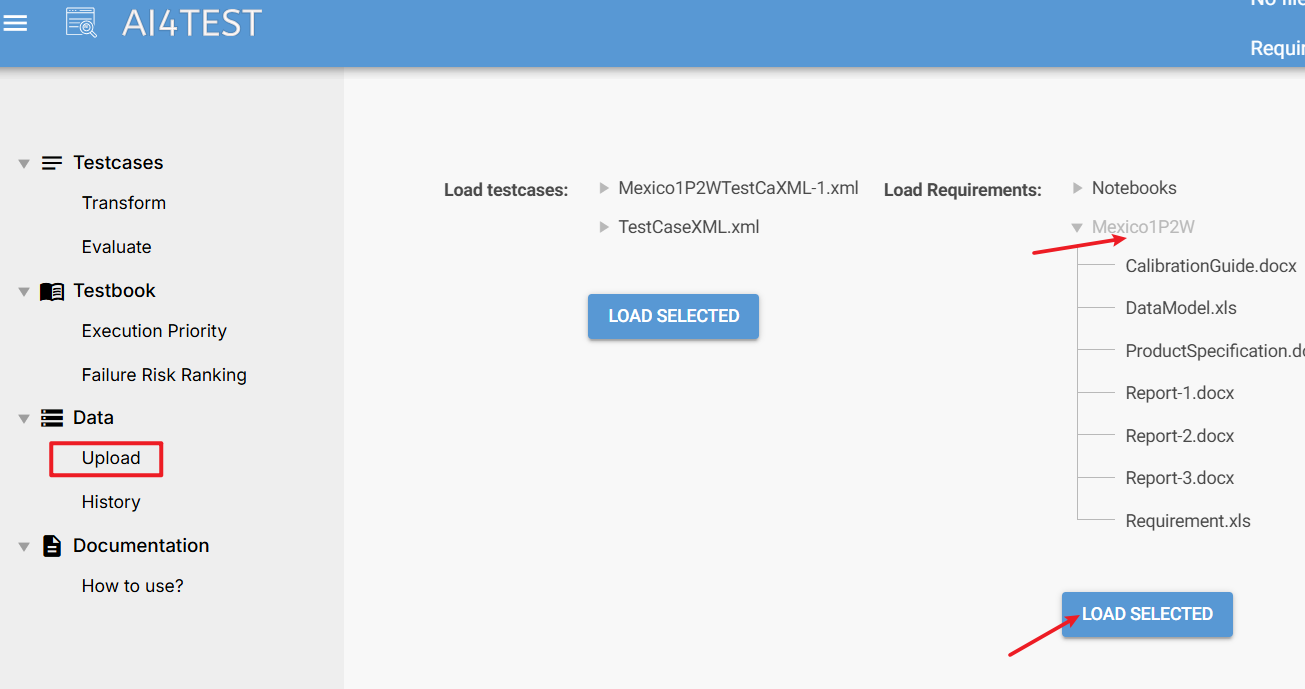 AI4TEST
Requir
Testcases
Transform
Evaluate
Testbook
Execution Priority
Failure Risk Ranking
Data
Upload
History
Documentation
How to use?
Load testcases:
Mexico1P2WTestCaXML-1.xml
TestCaseXML.xml
LOAD SELECTED
Load Requirements:
Notebooks
Mexico1P2W
CalibrationGuide.docx
DataModel.xls
ProductSpecification.do
Report-1.docx
Report-2.docx
Report-3.docx
Requirement.xls
LOAD SELECTED